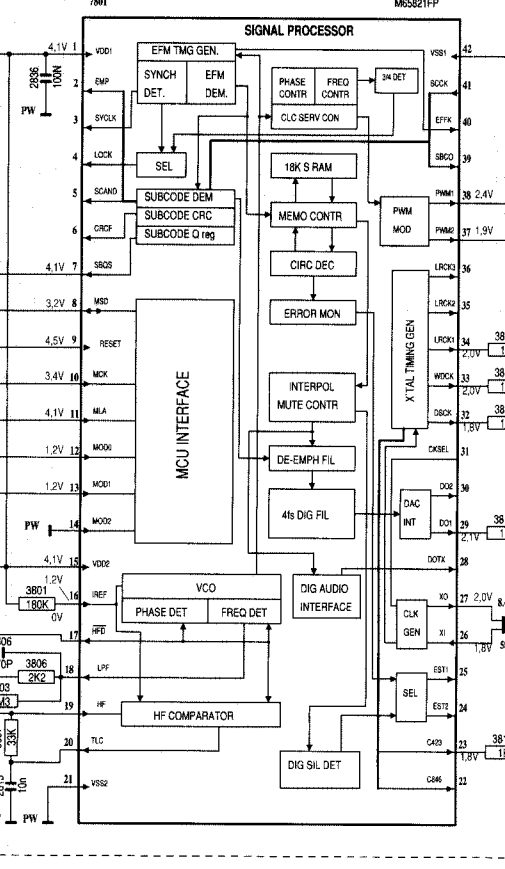 7801
M65821FP
SIGNAL PROCESSOR
4,1V 1 VDD1
EFM TMG GEN.
VSS1 42
2836
100N
SYNCH
DET.
EFM
DEM.
PHASE
CONTR
FREQ
CONTR
3/4 DET
2 EMP
SCCK 41
CLC SERV CON
PW
3 SYCLK
EFFK 40
4 LOCK
SEL
18K S RAM
SBCO 39
5 SCAND
SUBCODE DEM
PWM1 38 2,4V
SUBCODE CRC
MEMO CONTR
PWM
MOD
6 CRCF
SUBCODE Q reg
PWM2 37 1,9V
4,1V 7 SBQS
CIRC DEC
LRCK3 36
3,2V 8 MSD
ERROR MON
LRCK2 35
4,5V 9 RESET
X TAL TIMING GEN
LRCK1 34
2,0V
38
3,4V 10 MCK
MCU INTERFACE
INTERPOL
MUTE CONTR
WDCK 33
2,0V
38
4,1V 11 MLA
DSCK 32
1,8V
38
1,2V 12 MOD0
DE-EMPH FIL
CKSEL 31
1,2V 13 MOD1
4fs DIG FIL
DAC
INT
DO2 30
PW 14 MOD2
DO1 29
2,1V
38
4,1V 15 VDD2
DOTX 28
1,2V
3801
180K
16 IREF
0V
VCO
PHASE DET
FREQ DET
DIG AUDIO
INTERFACE
CLK
GEN
XO 27 2,0V
17 HFD
XI 26
1,8V
3806
2K2
18 LPF
SEL
EST1 25
19 HF
HF COMPARATOR
EST2 24
33K
20 TLC
DIG SIL DET
C423 23
1,8V
10n
21 VSS2
C846 22
PW